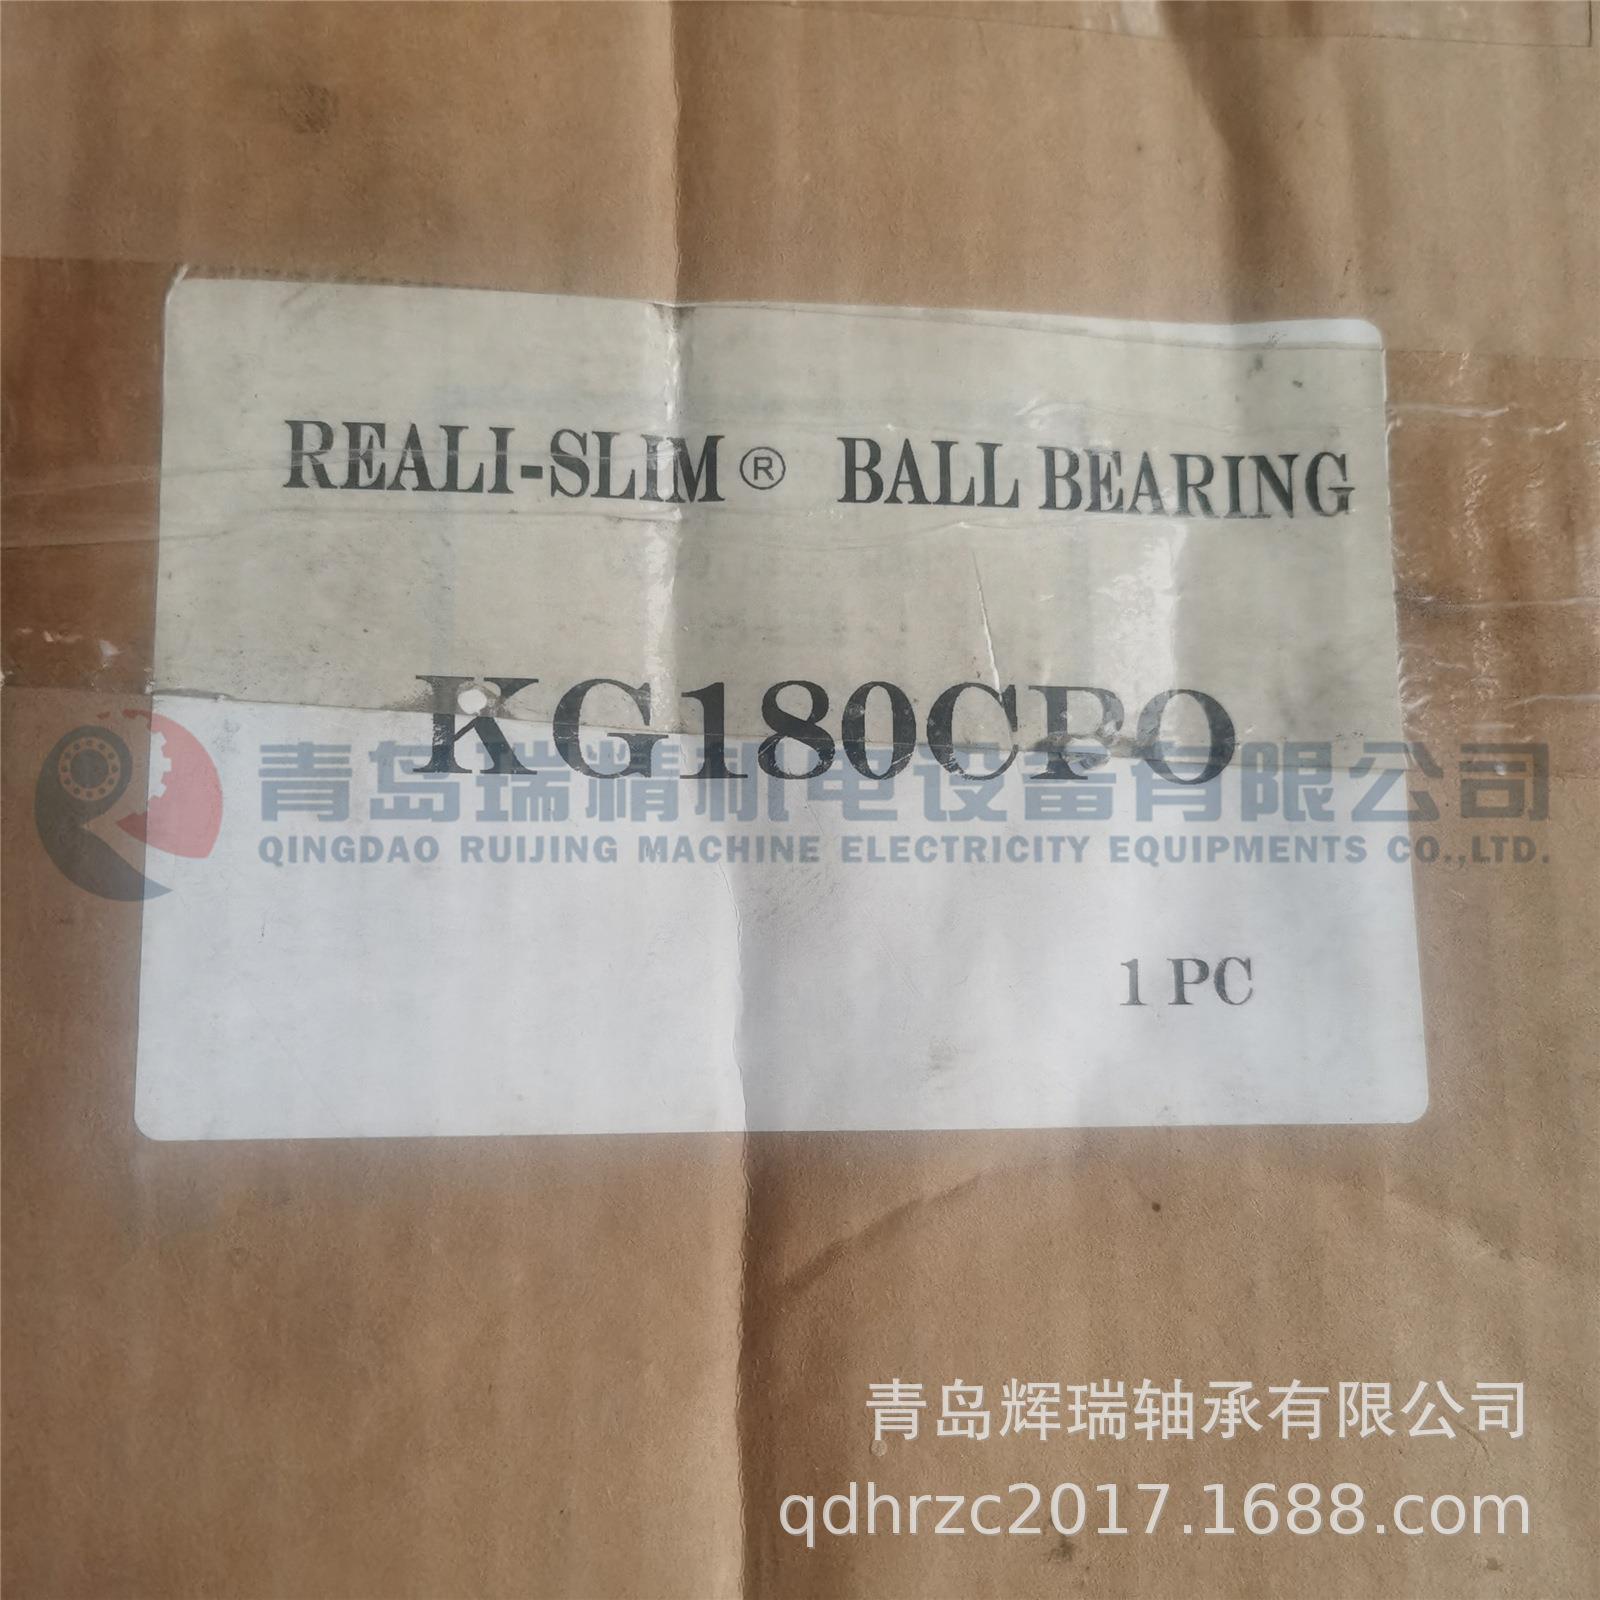 REALI-SLIM® BALL BEARING
KG180CPO
青岛瑞精机电设备有限公司
QINGDAO RUIJING MACHINE ELECTRICITY EQUIPMENTS CO.,LTD.
1 PC
青岛辉瑞轴承有限公司
qdhrzc2017.1688.com